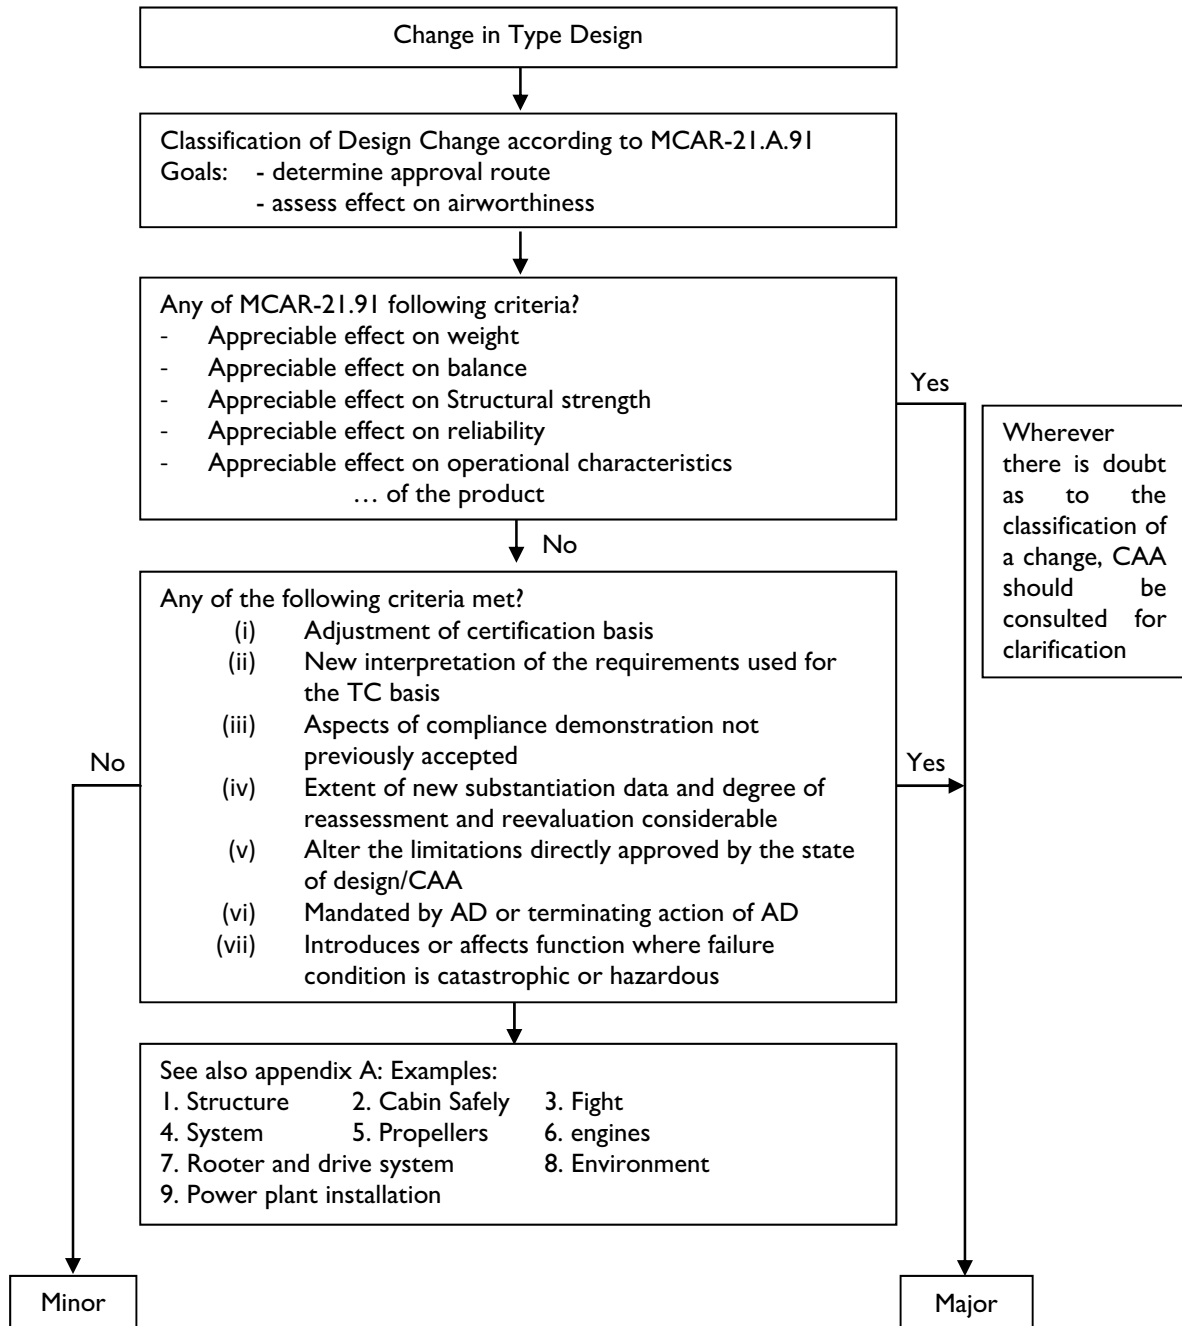 Change in Type Design
Classification of Design Change according to MCAR-21.A.91
Goals: - determine approval route
- assess effect on airworthiness
Any of MCAR-21.91 following criteria?
- Appreciable effect on weight
- Appreciable effect on balance
- Appreciable effect on Structural strength
- Appreciable effect on reliability
- Appreciable effect on operational characteristics
... of the product
Yes
Wherever
there is doubt
as to the
classification of
a change, CAA
should be
consulted for
clarification
No
Any of the following criteria met?
(i) Adjustment of certification basis
(ii) New interpretation of the requirements used for
the TC basis
(iii) Aspects of compliance demonstration not
previously accepted
(iv) Extent of new substantiation data and degree of
reassessment and reevaluation considerable
(v) Alter the limitations directly approved by the state
of design/CAA
(vi) Mandated by AD or terminating action of AD
(vii) Introduces or affects function where failure
condition is catastrophic or hazardous
No
Yes
See also appendix A: Examples:
1. Structure 2. Cabin Safely 3. Fight
4. System 5. Propellers 6. engines
7. Rooter and drive system 8. Environment
9. Power plant installation
Minor
Major